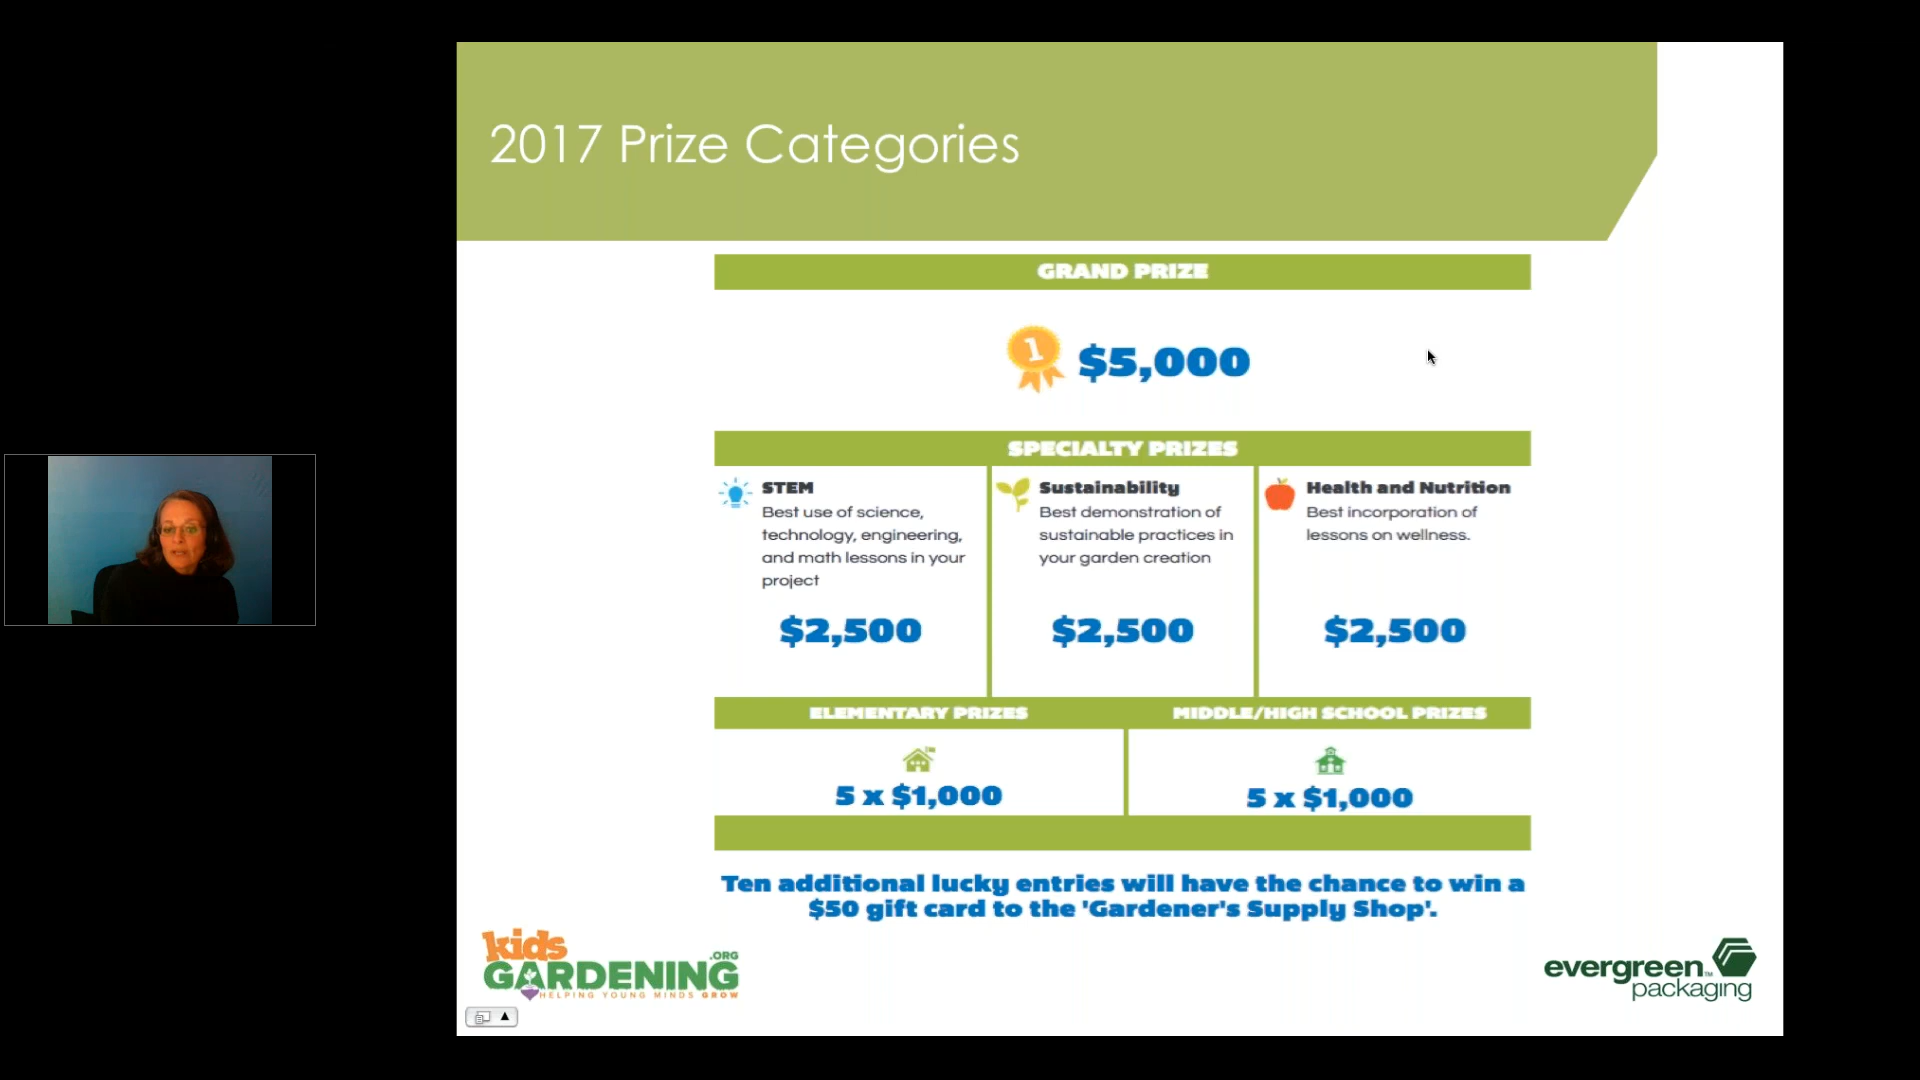 2017 Prize Categories
GRAND PRIZE
1
$5,000
SPECIALTY PRIZES
STEM
Best use of science,
technology, engineering,
and math lessons in your
project
$2,500
Sustainability
Best demonstration of
sustainable practices in
your garden creation
$2,500
Health and Nutrition
Best incorporation of
lessons on wellness.
$2,500
ELEMENTARY PRIZES
5 x $1,000
MIDDLE/HIGH SCHOOL PRIZES
5 x $1,000
Ten additional lucky entries will have the chance to win a
$50 gift card to the 'Gardener's Supply Shop'.
kids
GARDENING.ORG
HELPING YOUNG MINDS GROW
evergreen™
packaging